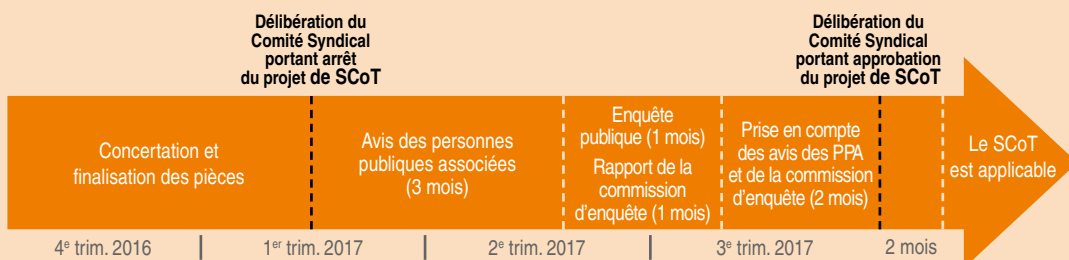 Délibération du
Comité Syndical
portant arrêt
du projet de SCoT
Délibération du
Comité Syndical
portant approbation
du projet de SCoT
Concertation et
finalisation des pièces
Avis des personnes
publiques associées
(3 mois)
Enquête
publique (1 mois)
Rapport de la
commission
d’enquête (1 mois)
Prise en compte
des avis des PPA
et de la commission
d’enquête (2 mois)
Le SCoT
est applicable
4e trim. 2016
1er trim. 2017
2e trim. 2017
3e trim. 2017
2 mois